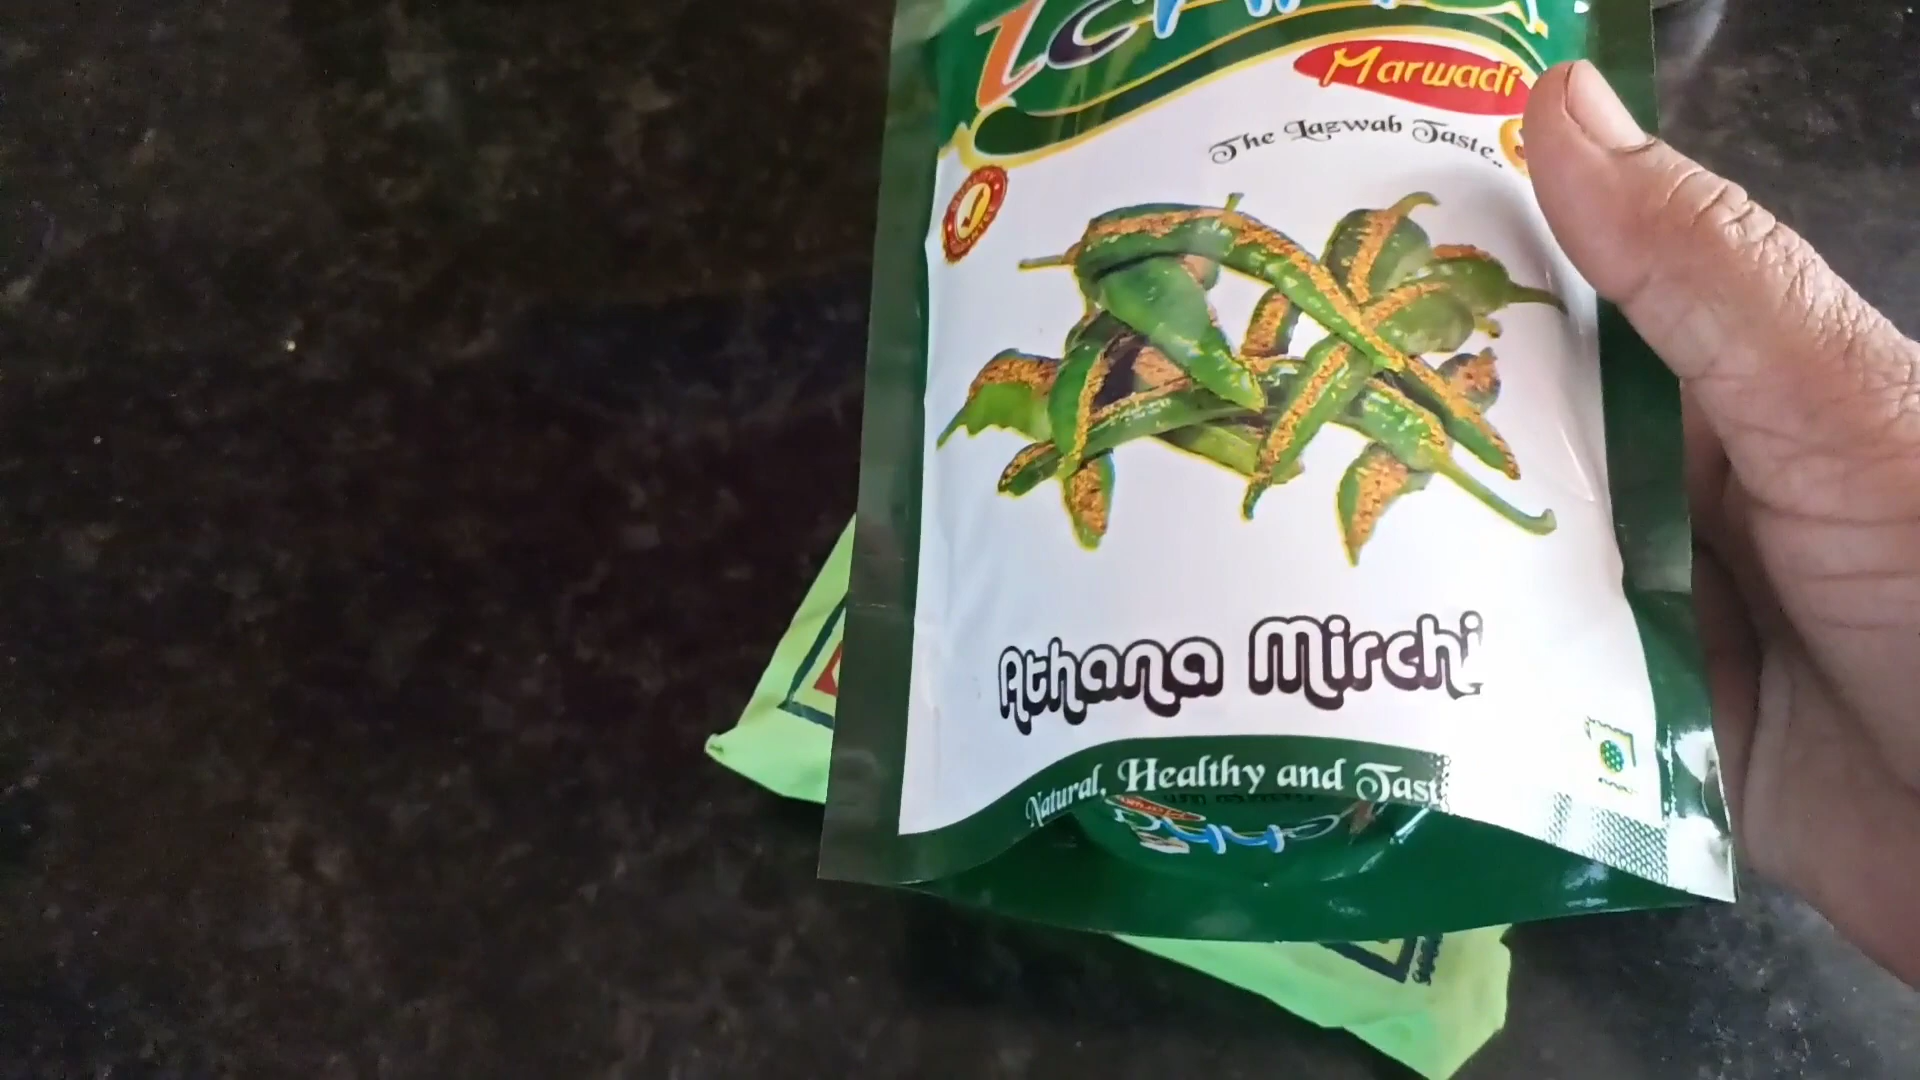 Marwadi
The Lazwab Taste..
Athana Mirchi
Natural, Healthy and Tast